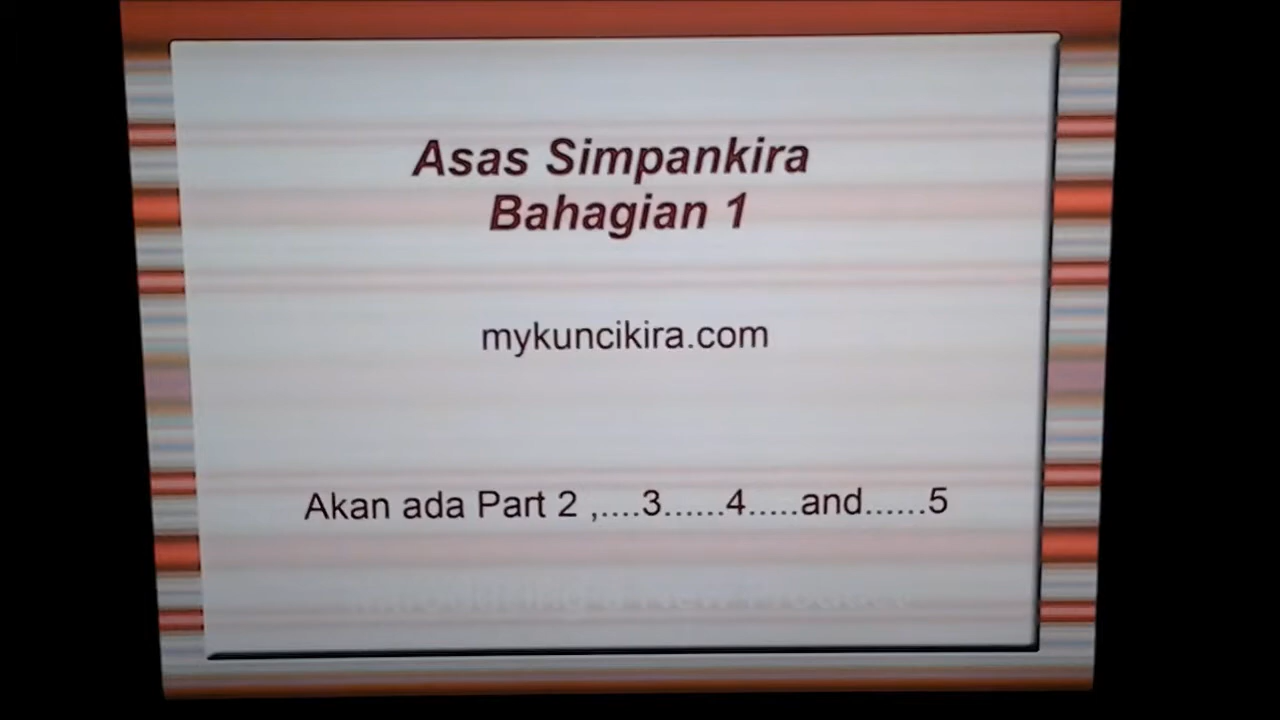 Asas Simpankira
Bahagian 1
mykuncikira.com
Akan ada Part 2 ,....3......4.....and......5